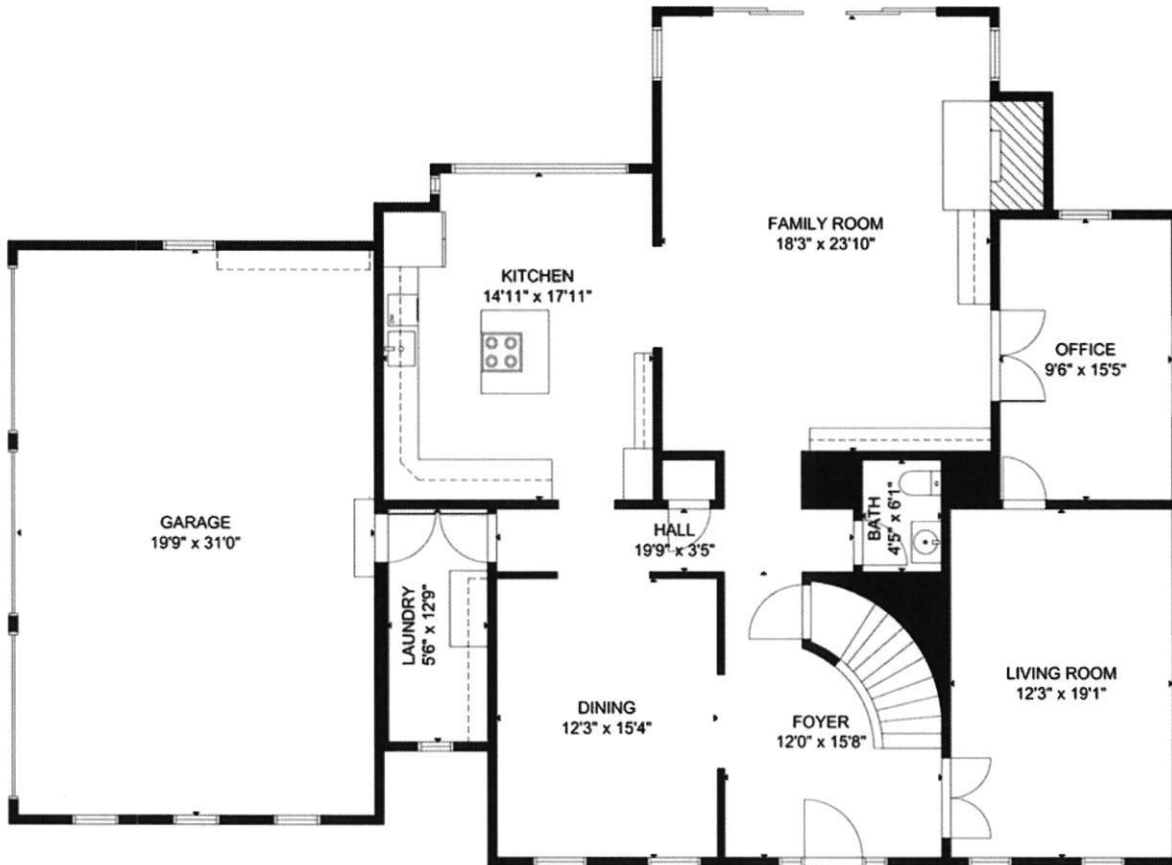 FAMILY ROOM
18'3" x 23'10"
KITCHEN
14'11" x 17'11"
OFFICE
9'6" x 15'5"
GARAGE
19'9" x 31'0"
HALL
19'9" x 3'5"
BATH
4'5" x 6'1"
LAUNDRY
5'6" x 12'9"
DINING
12'3" x 15'4"
FOYER
12'0" x 15'8"
LIVING ROOM
12'3" x 19'1"